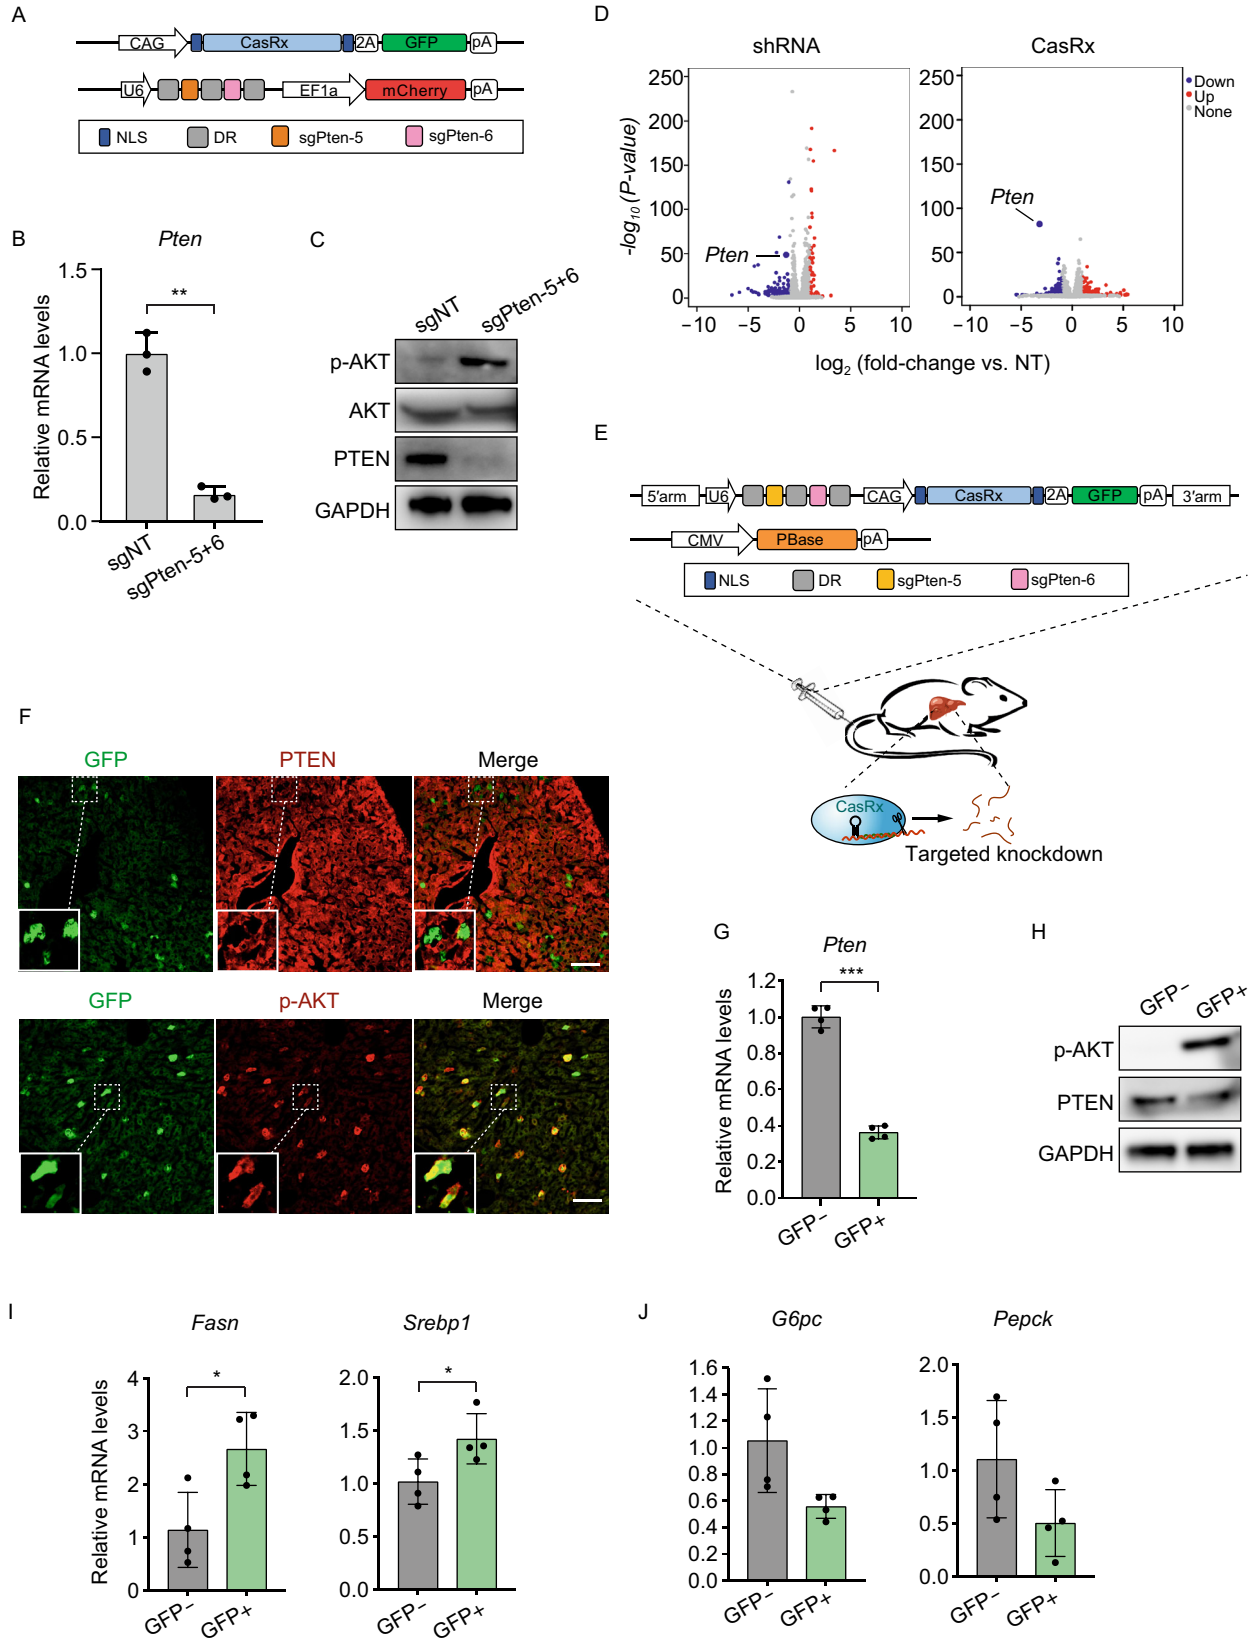 A
CAG
CasRx
2A
GFP
pA
U6
EF1a
mCherry
pA
NLS
DR
sgPten-5
sgPten-6
B
Pten
**
Relative mRNA levels
1.5
1.0
0.5
0.0
sgNT
sgPten-5+6
C
sgNT
sgPten-5+6
p-AKT
AKT
PTEN
GAPDH
D
shRNA
CasRx
-log10(P-value)
250
200
150
100
50
0
Pten
−10
−5
0
5
10
250
200
150
100
50
0
Pten
−10
−5
0
5
10
Down
Up
None
log2 (fold-change vs. NT)
E
5′arm
U6
CAG
CasRx
2A
GFP
pA
3′arm
CMV
PBase
pA
NLS
DR
sgPten-5
sgPten-6
CasRx
Targeted knockdown
F
GFP
PTEN
Merge
GFP
p-AKT
Merge
G
Pten
***
Relative mRNA levels
1.2
1.0
0.8
0.6
0.4
0.2
0.0
GFP−
GFP+
H
GFP−
GFP+
p-AKT
PTEN
GAPDH
I
Fasn
*
Relative mRNA levels
4
3
2
1
0
GFP−
GFP+
Srebp1
*
2.0
1.5
1.0
0.5
0.0
GFP−
GFP+
J
G6pc
1.6
1.4
1.2
1.0
0.8
0.6
0.4
0.2
0.0
GFP−
GFP+
Pepck
2.0
1.5
1.0
0.5
0.0
GFP−
GFP+